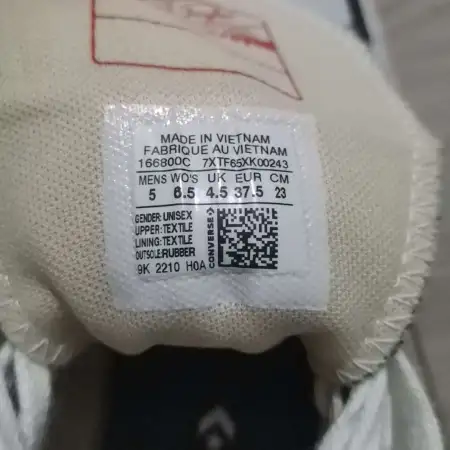 MADE IN VIETNAM
FABRIQUE AU VIETNAM
166800C 7XTF65XK00243
MENS WO'S UK EUR CM
5 6.5 4.5 37.5 23
GENDER: UNISEX
UPPER: TEXTILE
LINING: TEXTILE
OUTSOLE: RUBBER
9K 2210 H0A
CONVERSE